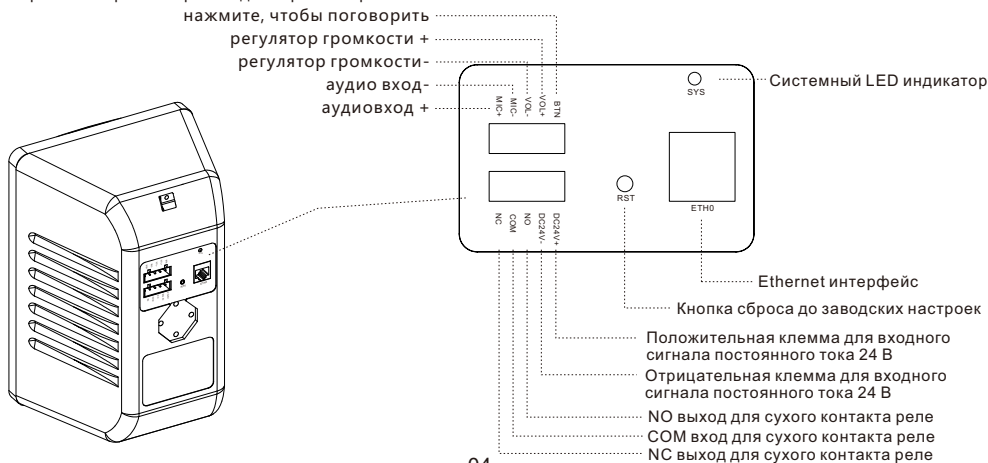 нажмите, чтобы поговорить
регулятор громкости +
регулятор громкости-
аудио вход-
аудиовход +
MIC+
MIC-
VOL-
VOL+
BTN
SYS
Системный LED индикатор
RST
ETH0
NC
COM
NO
DC24V-
DC24V+
Ethernet интерфейс
Кнопка сброса до заводских настроек
Положительная клемма для входного
сигнала постоянного тока 24 В
Отрицательная клемма для входного
сигнала постоянного тока 24 В
NO выход для сухого контакта реле
COM вход для сухого контакта реле
NC выход для сухого контакта реле